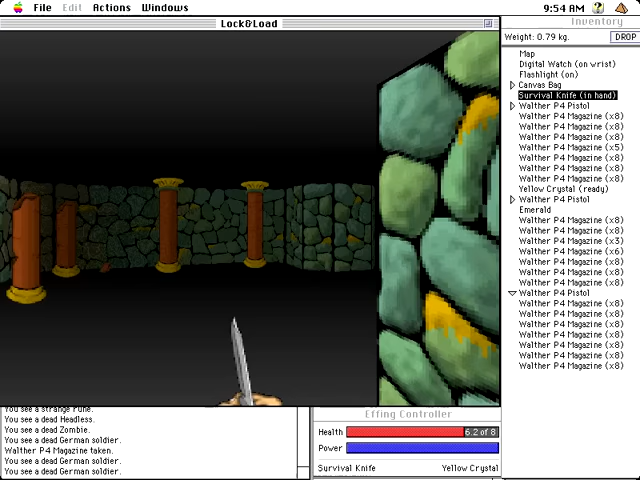 File Edit Actions Windows 9:54 AM
Lock&Load
Inventory
Weight: 0.79 kg. DROP
Map
Digital Watch (on wrist)
Flashlight (on)
Canvas Bag
Survival Knife (in hand)
Walther P4 Pistol
Walther P4 Magazine (x8)
Walther P4 Magazine (x8)
Walther P4 Magazine (x8)
Walther P4 Magazine (x5)
Walther P4 Magazine (x8)
Walther P4 Magazine (x8)
Walther P4 Magazine (x8)
Yellow Crystal (ready)
Walther P4 Pistol
Emerald
Walther P4 Magazine (x8)
Walther P4 Magazine (x8)
Walther P4 Magazine (x3)
Walther P4 Magazine (x6)
Walther P4 Magazine (x8)
Walther P4 Magazine (x8)
Walther P4 Magazine (x8)
Walther P4 Pistol
Walther P4 Magazine (x8)
Walther P4 Magazine (x8)
Walther P4 Magazine (x8)
Walther P4 Magazine (x8)
Walther P4 Magazine (x8)
Walther P4 Magazine (x8)
Walther P4 Magazine (x8)
You see a strange rune.
You see a dead Headless.
You see a dead Zombie.
You see a dead German soldier.
Walther P4 Magazine taken.
You see a dead German soldier.
You see a dead German soldier.
Effing Controller
Health 6.2 of 8
Power
Survival Knife Yellow Crystal